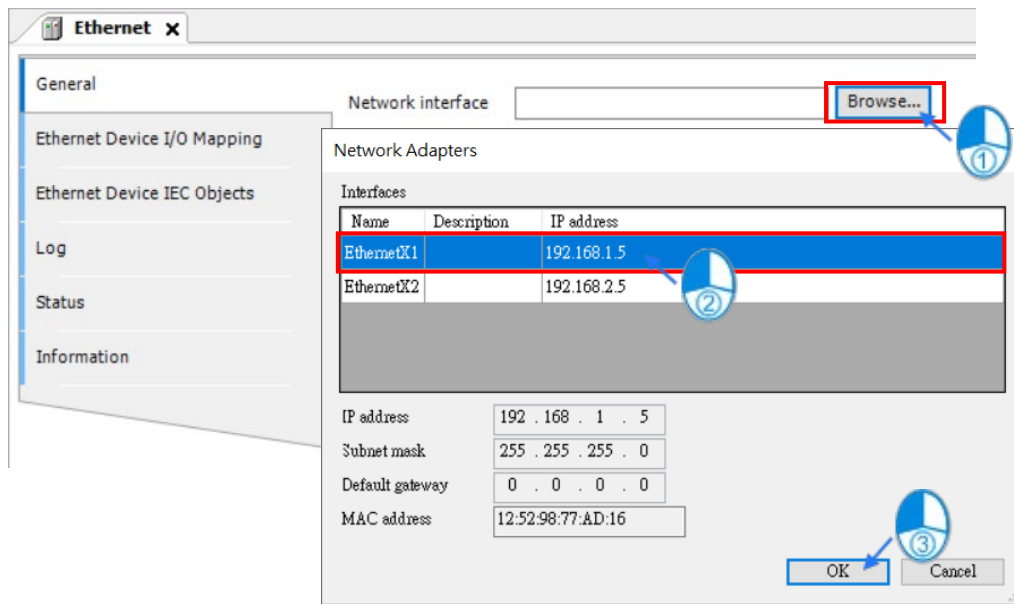 Ethernet
General
Network interface
Browse...
①
Ethernet Device I/O Mapping
Ethernet Device IEC Objects
Log
Status
Information
Network Adapters
Interfaces
Name Description IP address
EthernetX1 192.168.1.5
②
EthernetX2 192.168.2.5
IP address 192 . 168 . 1 . 5
Subnet mask 255 . 255 . 255 . 0
Default gateway 0 . 0 . 0 . 0
MAC address 12:52:98:77:AD:16
③
OK Cancel